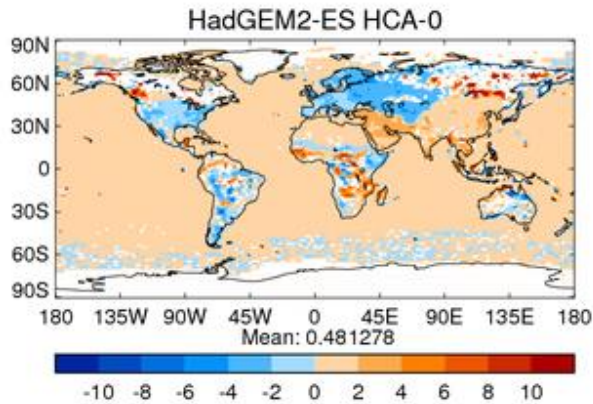 HadGEM2-ES HCA-0
90N
60N
30N
0
30S
60S
90S
180 135W 90W 45W 0 45E 90E 135E 180
Mean: 0.481278
-10 -8 -6 -4 -2 0 2 4 6 8 10